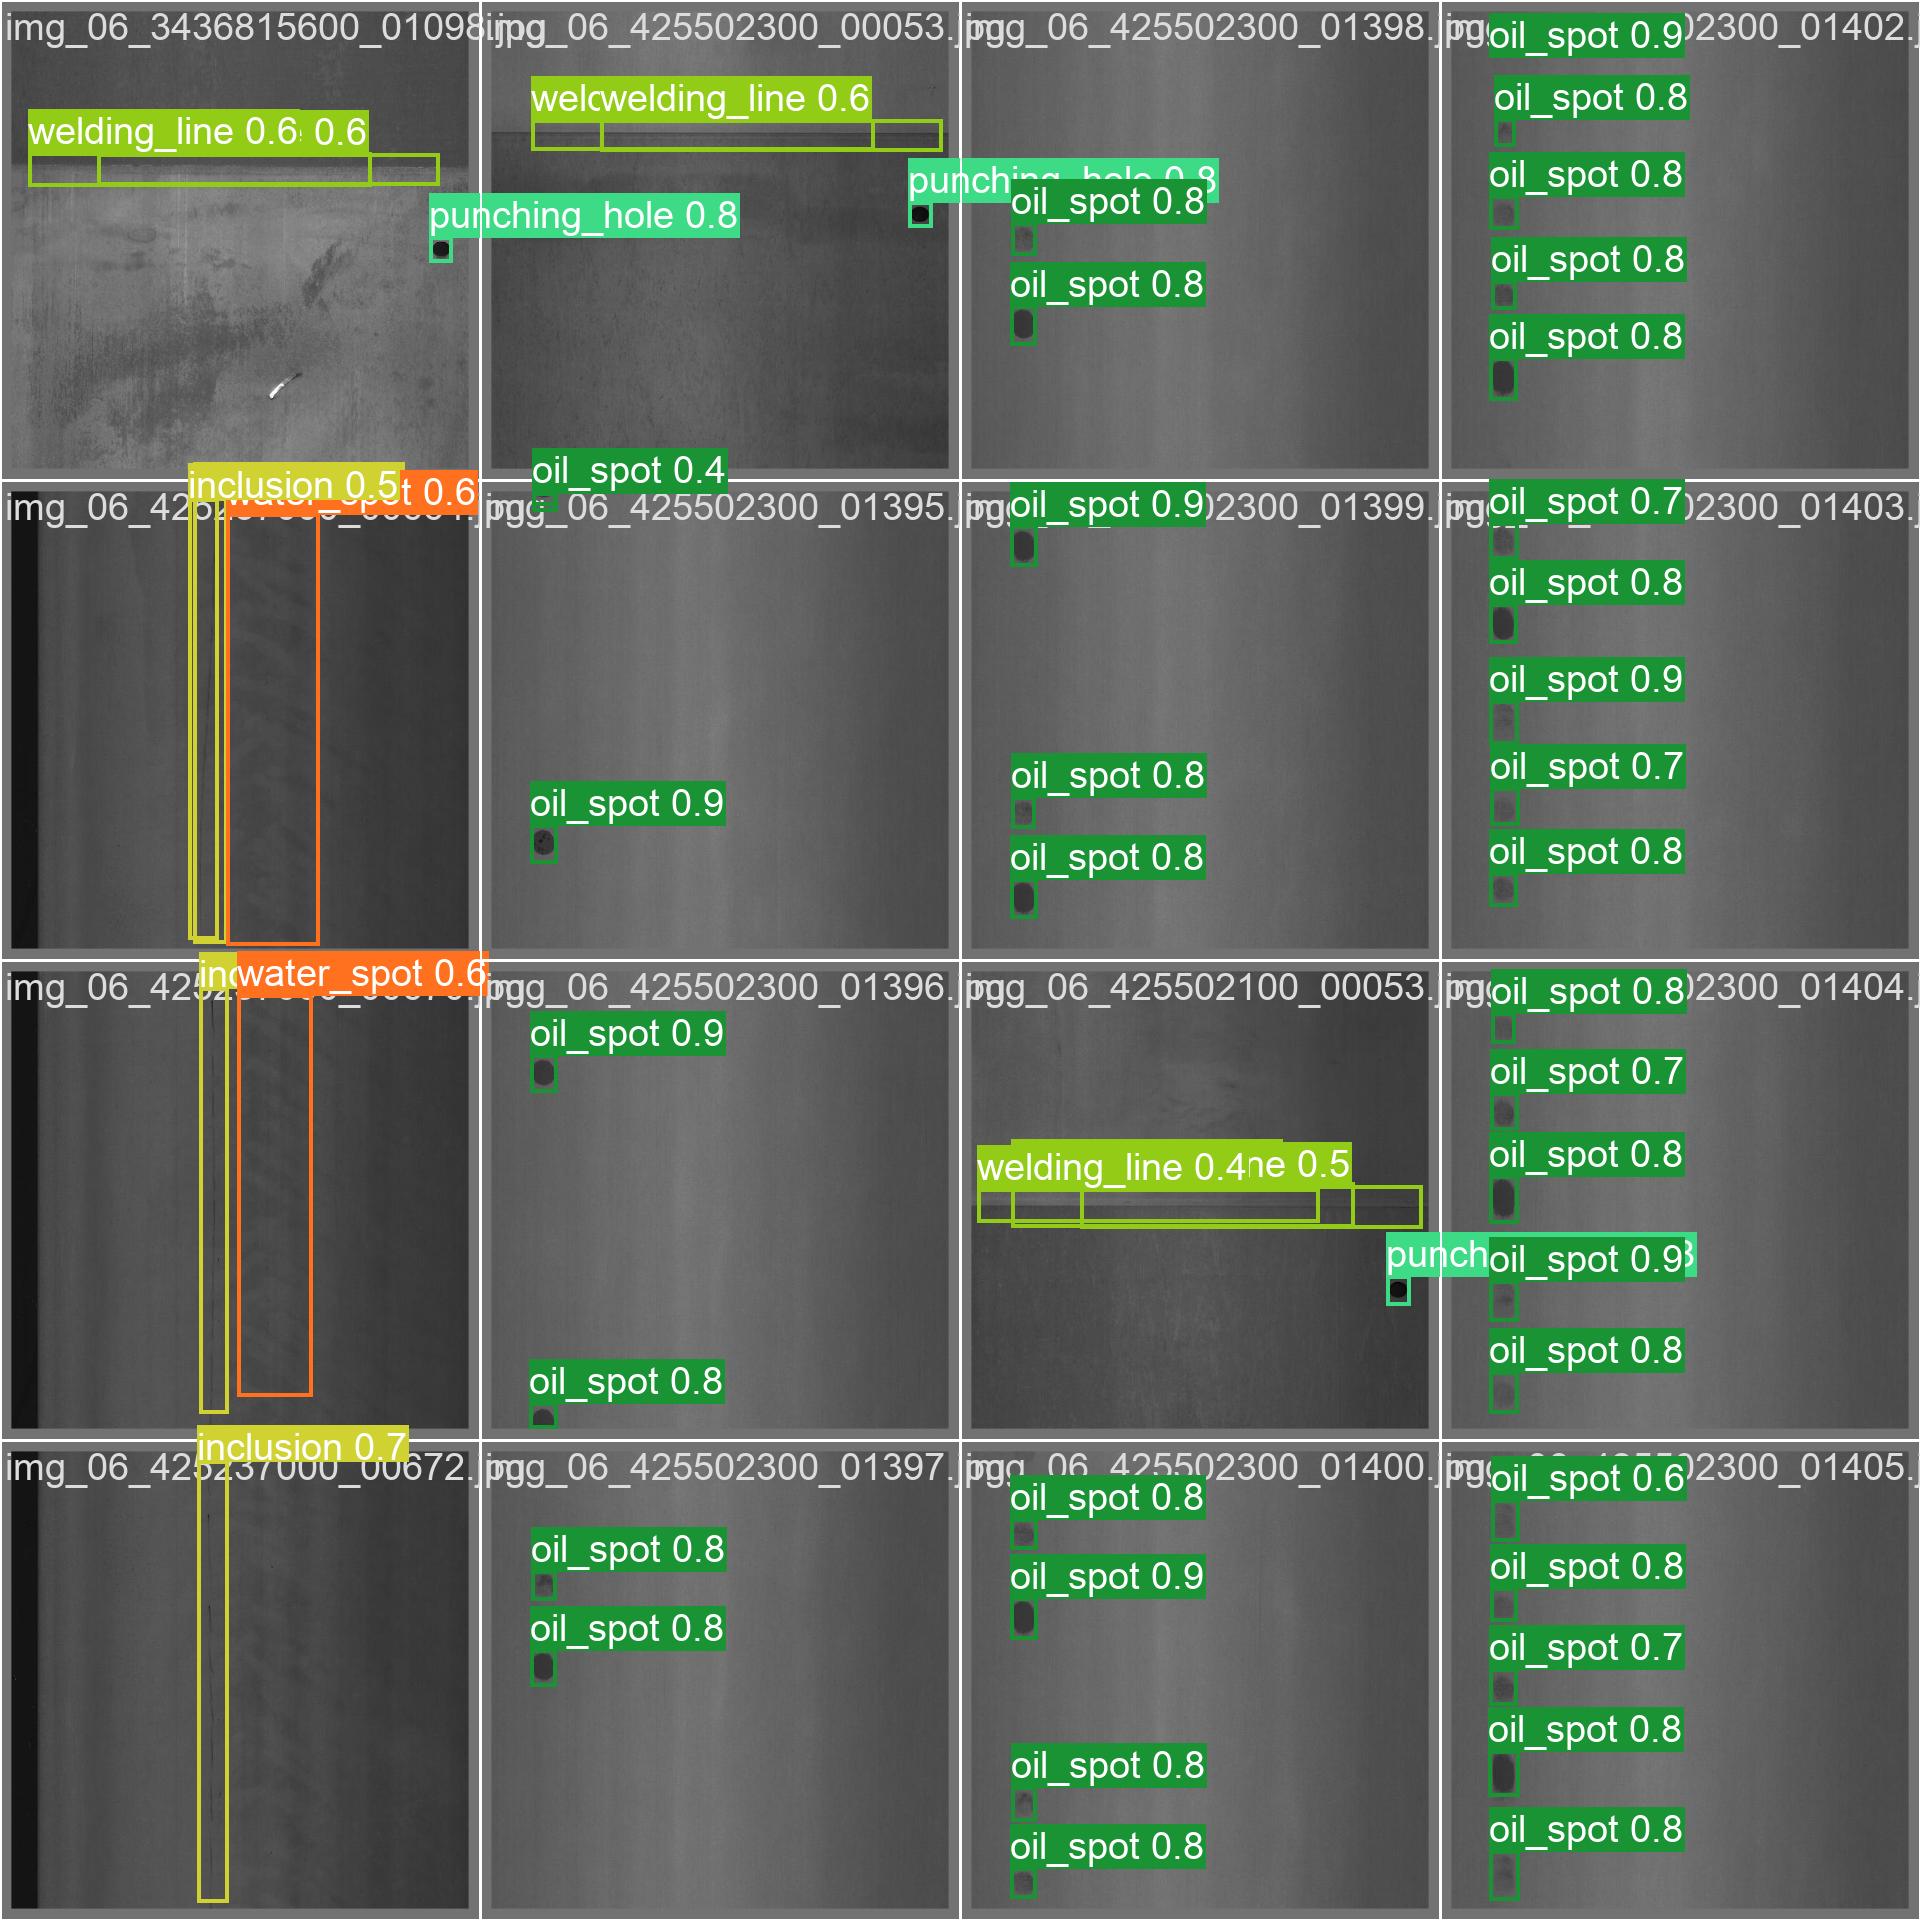 img_06_3436815600_01098.jpg
welding_line 0.6 0.6
punching_hole 0.8
img_06_425502300_00053.jpg
welding_line 0.6
punching_hole 0.8
img_06_425502300_01398.jpg
oil_spot 0.8
oil_spot 0.8
02300_01402.j
oil_spot 0.9
oil_spot 0.8
oil_spot 0.8
oil_spot 0.8
oil_spot 0.8
inclusion 0.5
water_spot 0.6
oil_spot 0.4
img_06_425502300_01395.jpg
oil_spot 0.9
02300_01399.jpg
oil_spot 0.9
oil_spot 0.8
oil_spot 0.8
02300_01403.j
oil_spot 0.7
oil_spot 0.8
oil_spot 0.9
oil_spot 0.7
oil_spot 0.8
water_spot 0.6
img_06_425502300_01396.jpg
oil_spot 0.9
oil_spot 0.8
img_06_425502100_00053.jpg
welding_line 0.4 ne 0.5
punch
02300_01404.j
oil_spot 0.8
oil_spot 0.7
oil_spot 0.8
oil_spot 0.9
oil_spot 0.8
inclusion 0.7
img_06_425237000_00672.jpg
img_06_425502300_01397.jpg
oil_spot 0.8
oil_spot 0.8
img_06_425502300_01400.jpg
oil_spot 0.8
oil_spot 0.9
oil_spot 0.8
oil_spot 0.8
02300_01405.j
oil_spot 0.6
oil_spot 0.8
oil_spot 0.7
oil_spot 0.8
oil_spot 0.8